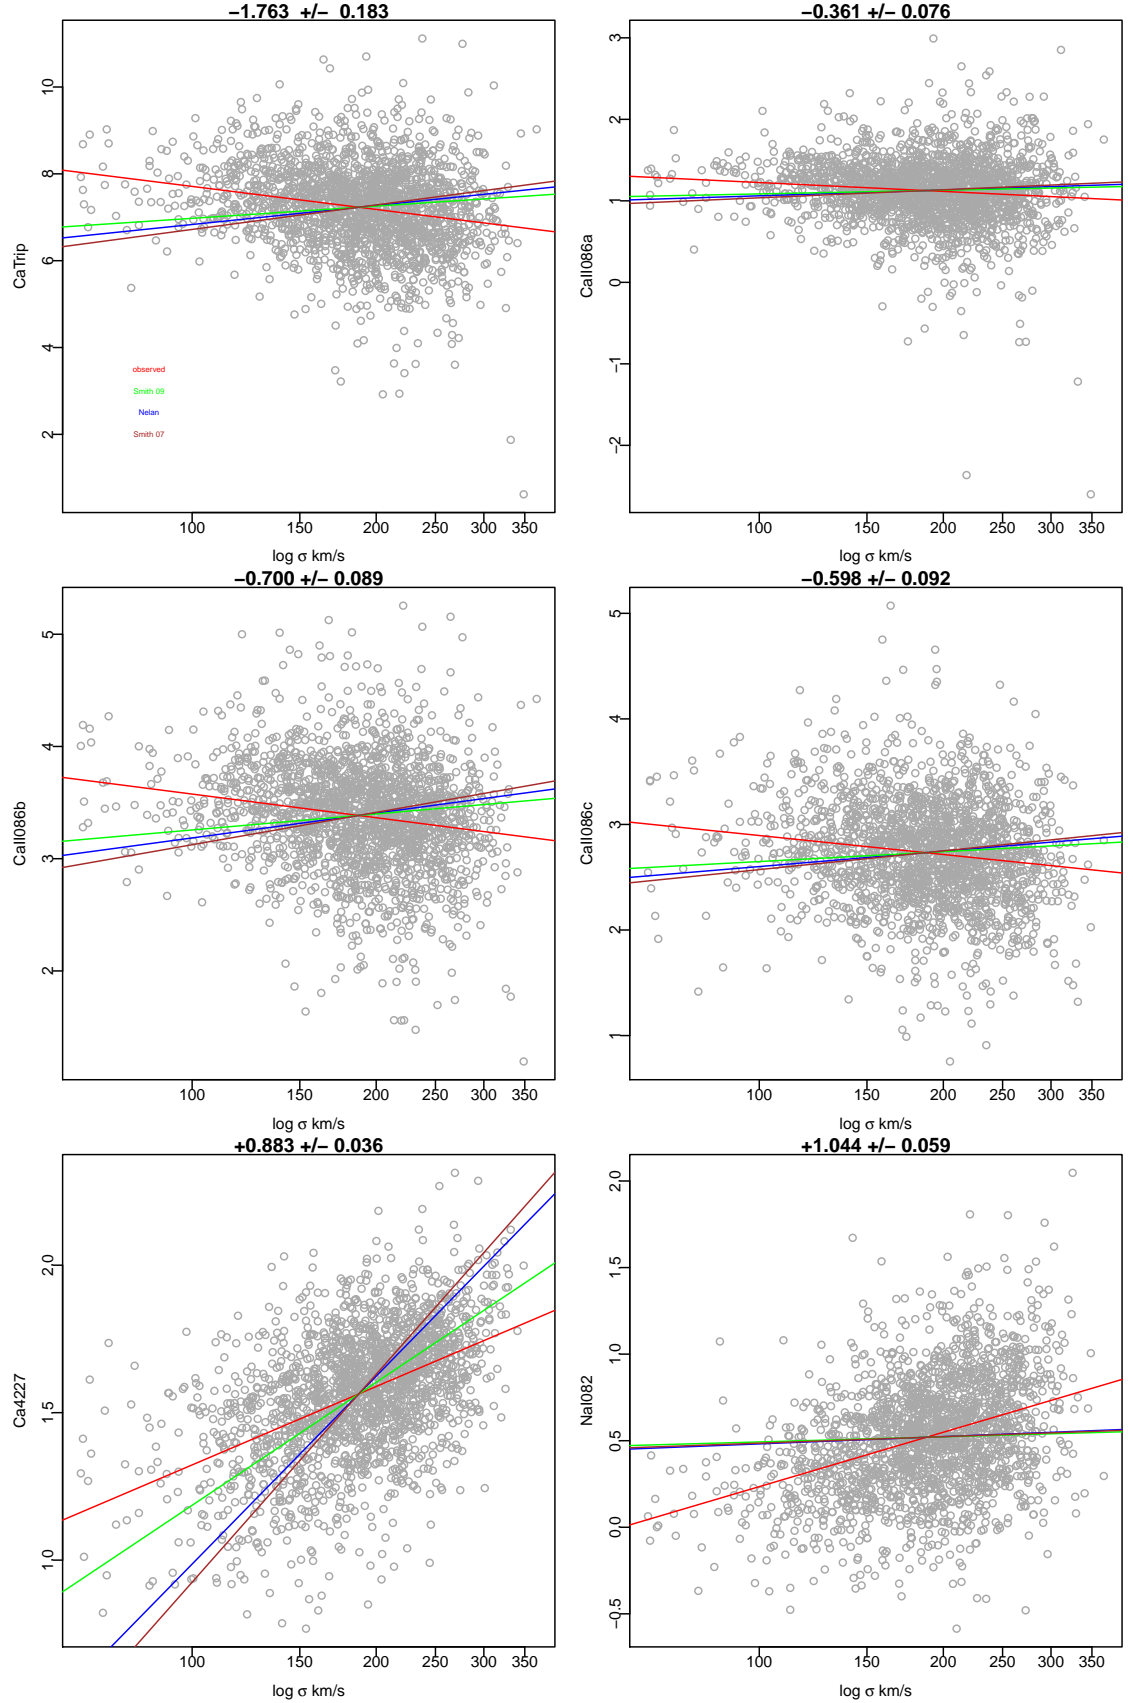 −1.763 +/− 0.183
CaTrip
10
8
6
4
2
observed
Smith 09
Nelan
Smith 07
100 150 200 250 300 350
log σ km/s
−0.361 +/− 0.076
CaII086a
3
2
1
0
−1
−2
100 150 200 250 300 350
log σ km/s
−0.700 +/− 0.089
CaII086b
5
4
3
2
100 150 200 250 300 350
log σ km/s
−0.598 +/− 0.092
CaII086c
5
4
3
2
1
100 150 200 250 300 350
log σ km/s
+0.883 +/− 0.036
Ca4227
2.0
1.5
1.0
100 150 200 250 300 350
log σ km/s
+1.044 +/− 0.059
NaI082
2.0
1.5
1.0
0.5
0.0
−0.5
100 150 200 250 300 350
log σ km/s